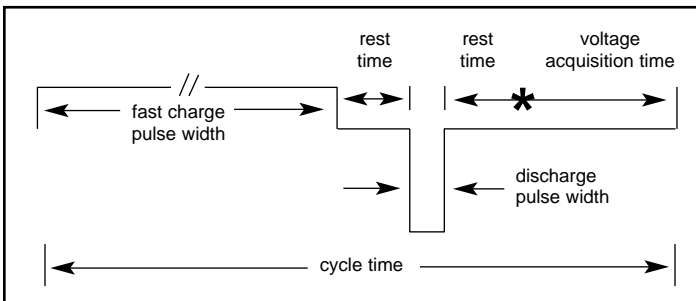 rest
time
rest
time
voltage
acquisition time
fast charge
pulse width
discharge
pulse width
cycle time